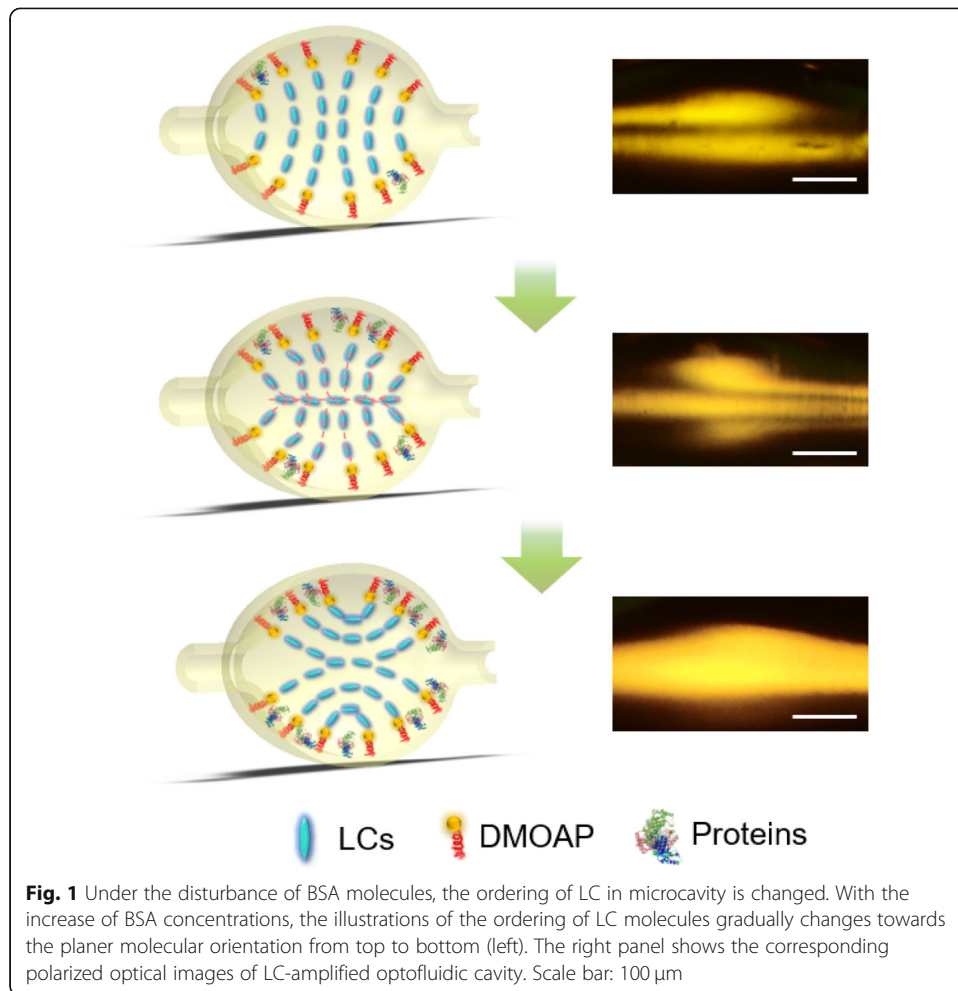 LCs DMOAP Proteins
Fig. 1 Under the disturbance of BSA molecules, the ordering of LC in microcavity is changed. With the
increase of BSA concentrations, the illustrations of the ordering of LC molecules gradually changes towards
the planer molecular orientation from top to bottom (left). The right panel shows the corresponding
polarized optical images of LC-amplified optofluidic cavity. Scale bar: 100 μm